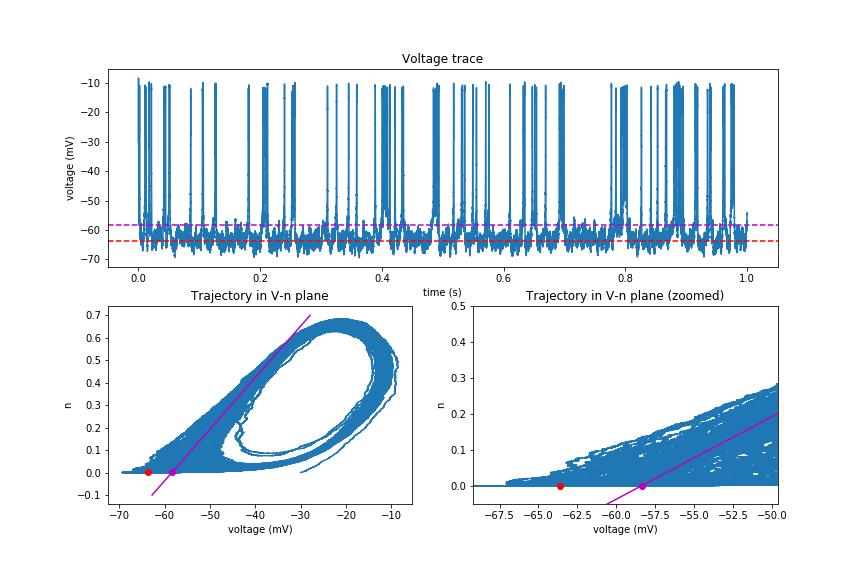 Voltage trace
voltage (mV)
−10
−20
−30
−40
−50
−60
−70
0.0 0.2 0.4 0.6 0.8 1.0
time (s)
Trajectory in V-n plane
n
0.7
0.6
0.5
0.4
0.3
0.2
0.1
0.0
−0.1
−70 −60 −50 −40 −30 −20 −10
voltage (mV)
Trajectory in V-n plane (zoomed)
n
0.5
0.4
0.3
0.2
0.1
0.0
−67.5 −65.0 −62.5 −60.0 −57.5 −55.0 −52.5 −50.0
voltage (mV)